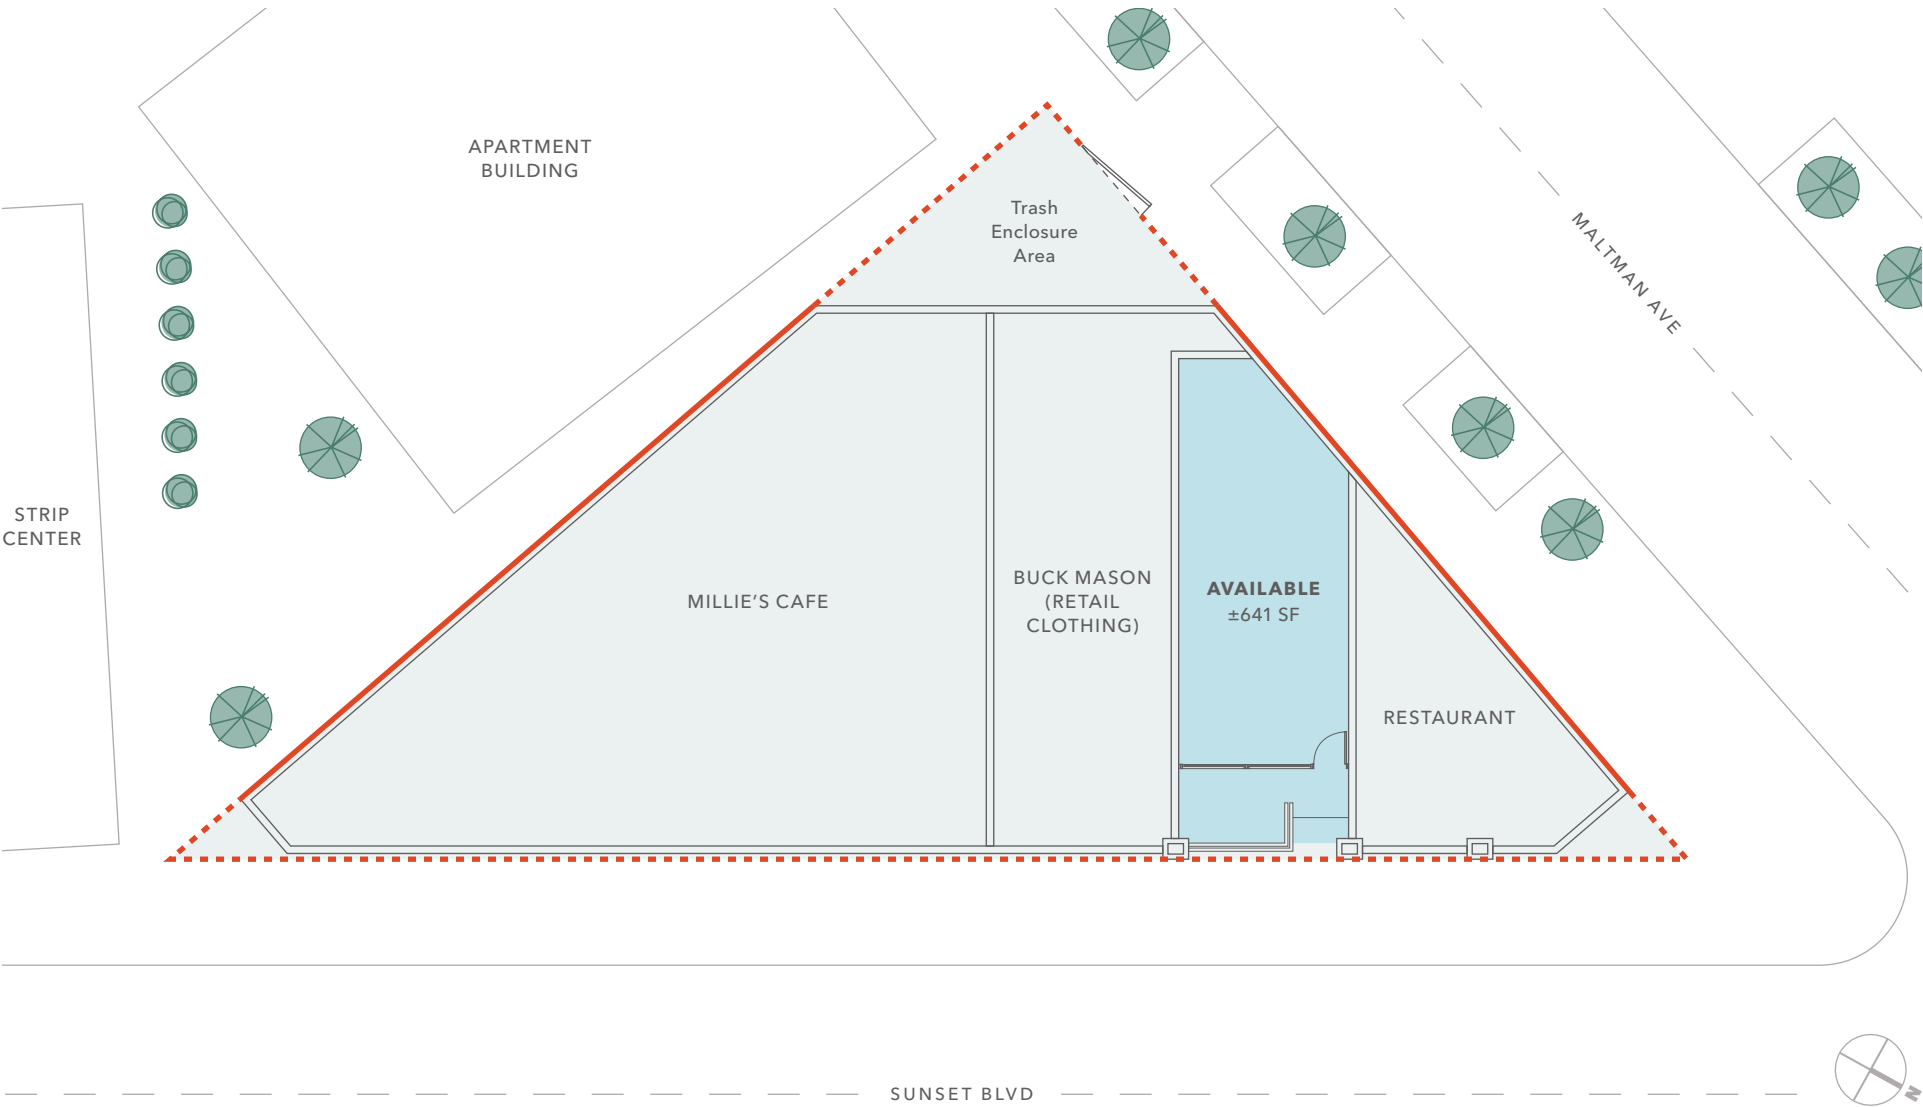 APARTMENT
BUILDING
Trash
Enclosure
Area
MALTMAN AVE
STRIP
CENTER
MILLIE’S CAFE
BUCK MASON
(RETAIL
CLOTHING)
AVAILABLE
±641 SF
RESTAURANT
SUNSET BLVD
N